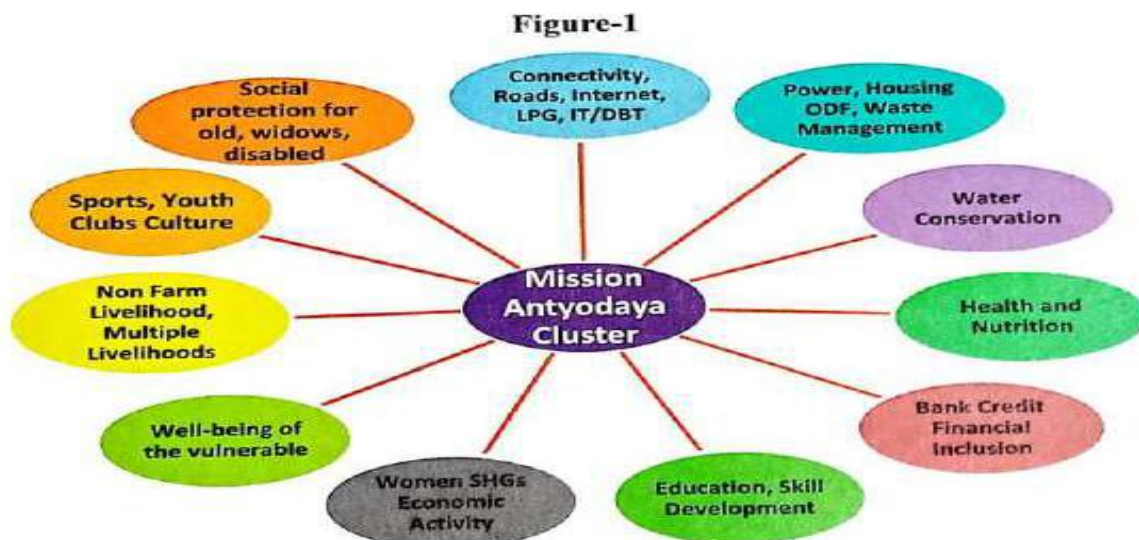 Figure-1
Social
protection for
old, widows,
disabled
Connectivity,
Roads, Internet,
LPG, IT/DBT
Power, Housing
ODF, Waste
Management
Sports, Youth
Clubs Culture
Water
Conservation
Mission
Antyodaya
Cluster
Non Farm
Livelihood,
Multiple
Livelihoods
Health and
Nutrition
Well-being of
the vulnerable
Bank Credit
Financial
Inclusion
Women SHGs
Economic
Activity
Education, Skill
Development